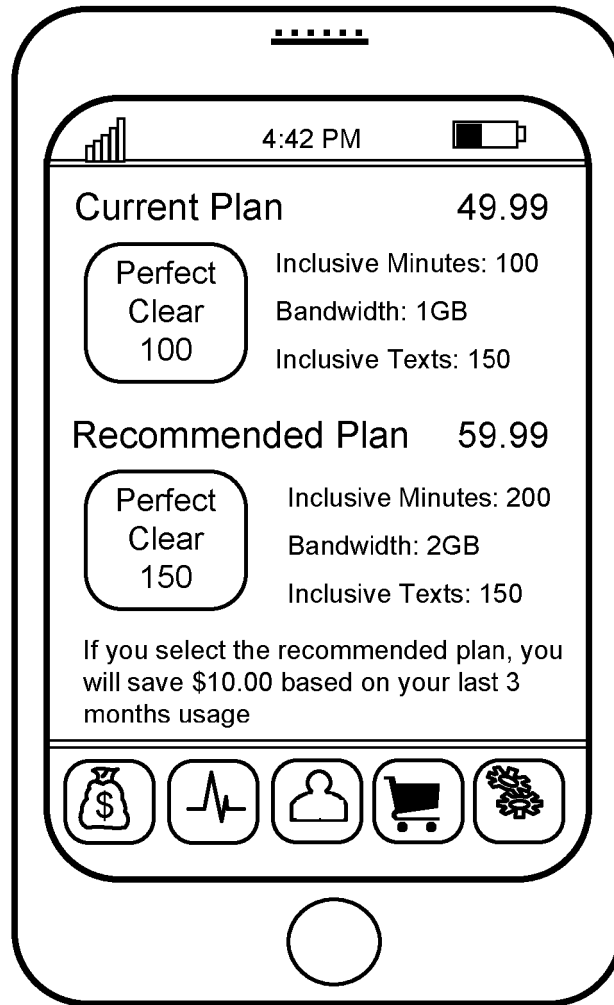 4:42 PM
Current Plan 49.99
Perfect
Clear
100
Inclusive Minutes: 100
Bandwidth: 1GB
Inclusive Texts: 150
Recommended Plan 59.99
Perfect
Clear
150
Inclusive Minutes: 200
Bandwidth: 2GB
Inclusive Texts: 150
If you select the recommended plan, you
will save $10.00 based on your last 3
months usage
$